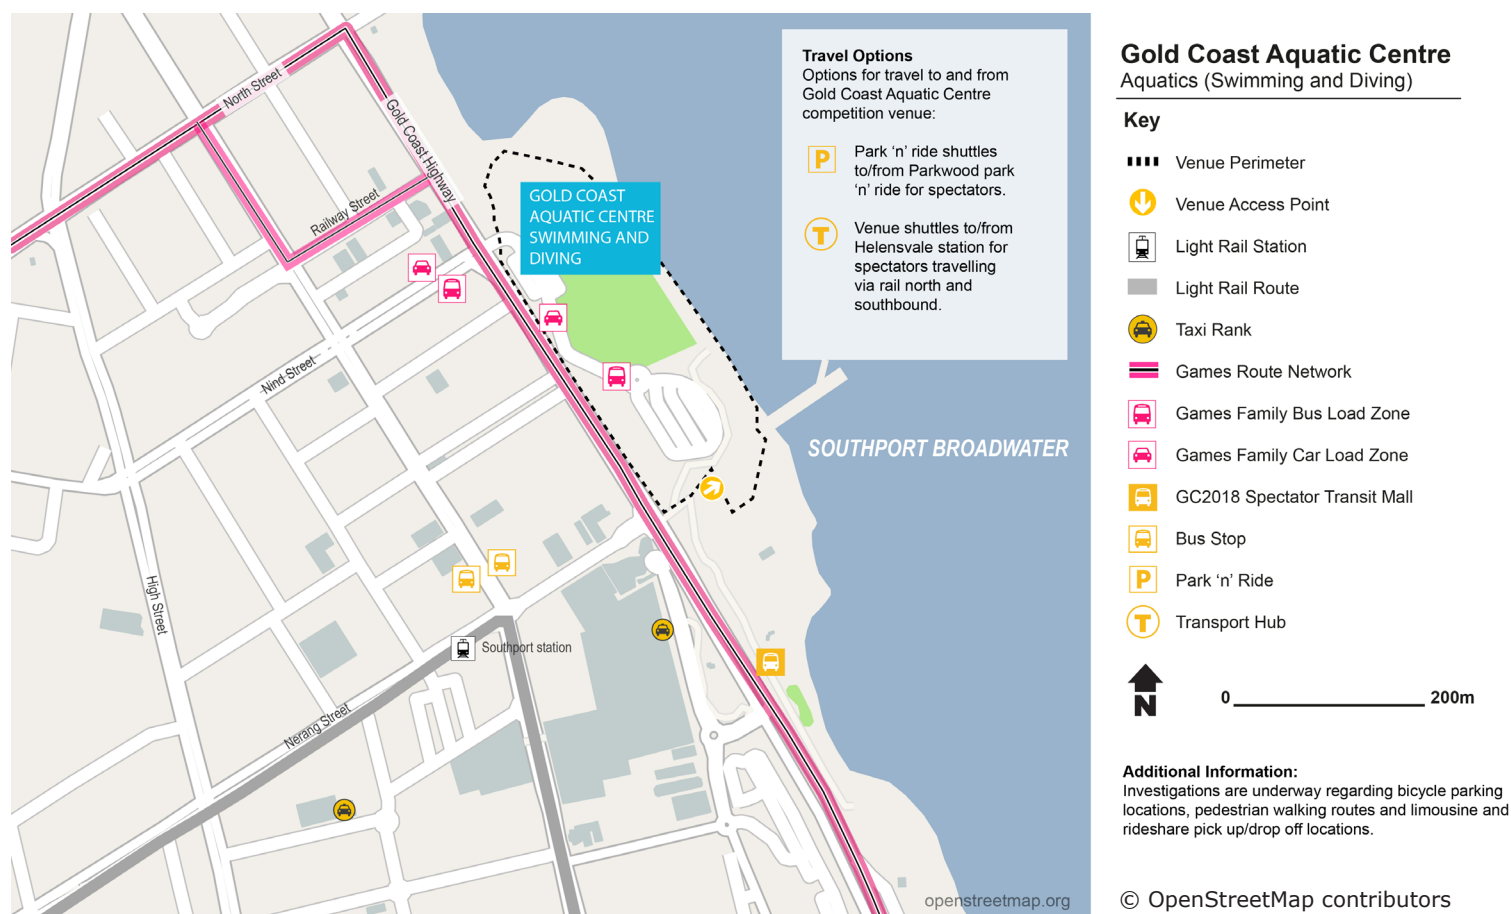 North Street
Gold Coast Highway
Railway Street
GOLD COAST
AQUATIC CENTRE
SWIMMING AND
DIVING
Nind Street
SOUTHPORT BROADWATER
High Street
Southport station
Nerang Street
openstreetmap.org
Travel Options
Options for travel to and from
Gold Coast Aquatic Centre
competition venue:
P
Park ‘n’ ride shuttles
to/from Parkwood park
‘n’ ride for spectators.
T
Venue shuttles to/from
Helensvale station for
spectators travelling
via rail north and
southbound.
Gold Coast Aquatic Centre
Aquatics (Swimming and Diving)
Key
Venue Perimeter
Venue Access Point
Light Rail Station
Light Rail Route
Taxi Rank
Games Route Network
Games Family Bus Load Zone
Games Family Car Load Zone
GC2018 Spectator Transit Mall
Bus Stop
P Park ‘n’ Ride
T Transport Hub
N
0 200m
Additional Information:
Investigations are underway regarding bicycle parking
locations, pedestrian walking routes and limousine and
rideshare pick up/drop off locations.
© OpenStreetMap contributors